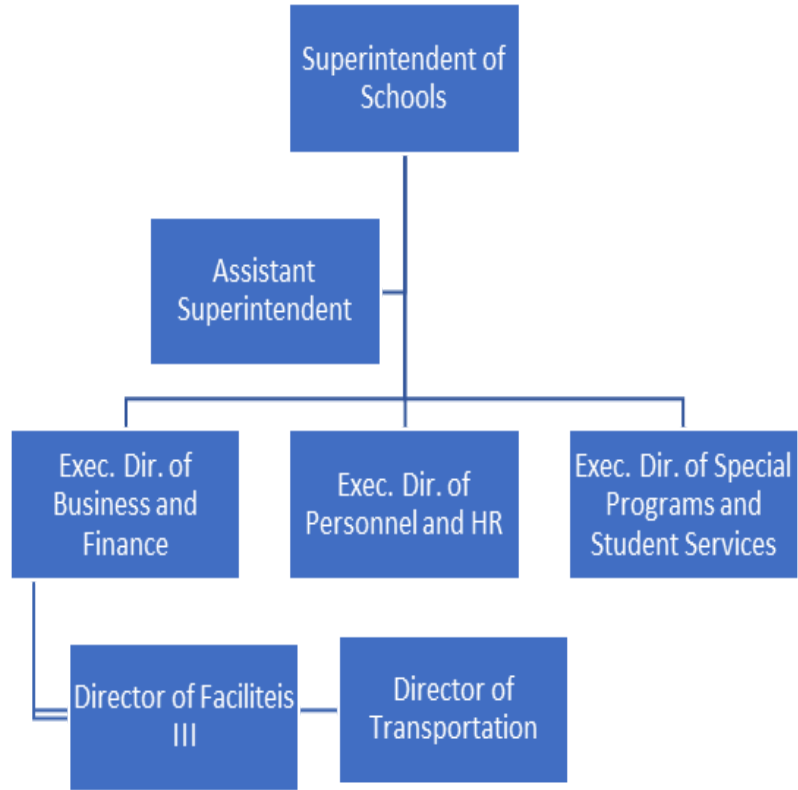 Superintendent of
Schools
Assistant
Superintendent
Exec. Dir. of
Business and
Finance
Exec. Dir. of
Personnel and HR
Exec. Dir. of Special
Programs and
Student Services
Director of Faciliteis
III
Director of
Transportation